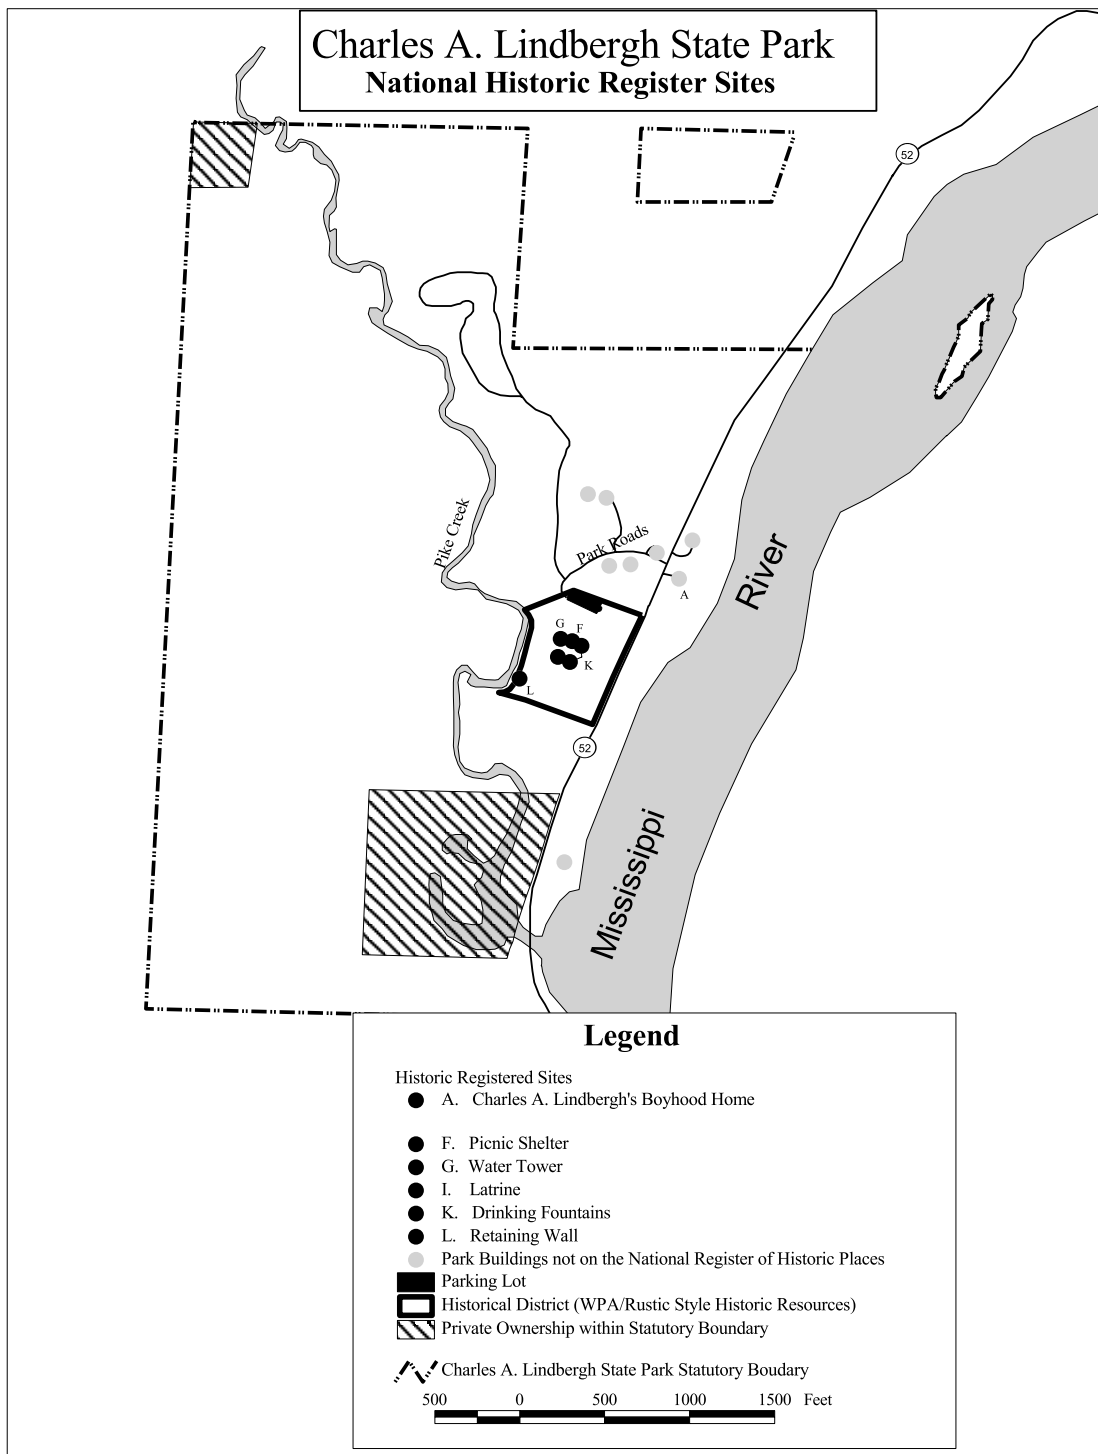 Charles A. Lindbergh State Park
National Historic Register Sites
52
Pike Creek
Park Roads
River
A
G
F
K
L
52
Mississippi
Legend
Historic Registered Sites
A. Charles A. Lindbergh's Boyhood Home
F. Picnic Shelter
G. Water Tower
I. Latrine
K. Drinking Fountains
L. Retaining Wall
Park Buildings not on the National Register of Historic Places
Parking Lot
Historical District (WPA/Rustic Style Historic Resources)
Private Ownership within Statutory Boundary
Charles A. Lindbergh State Park Statutory Boudary
500 0 500 1000 1500 Feet